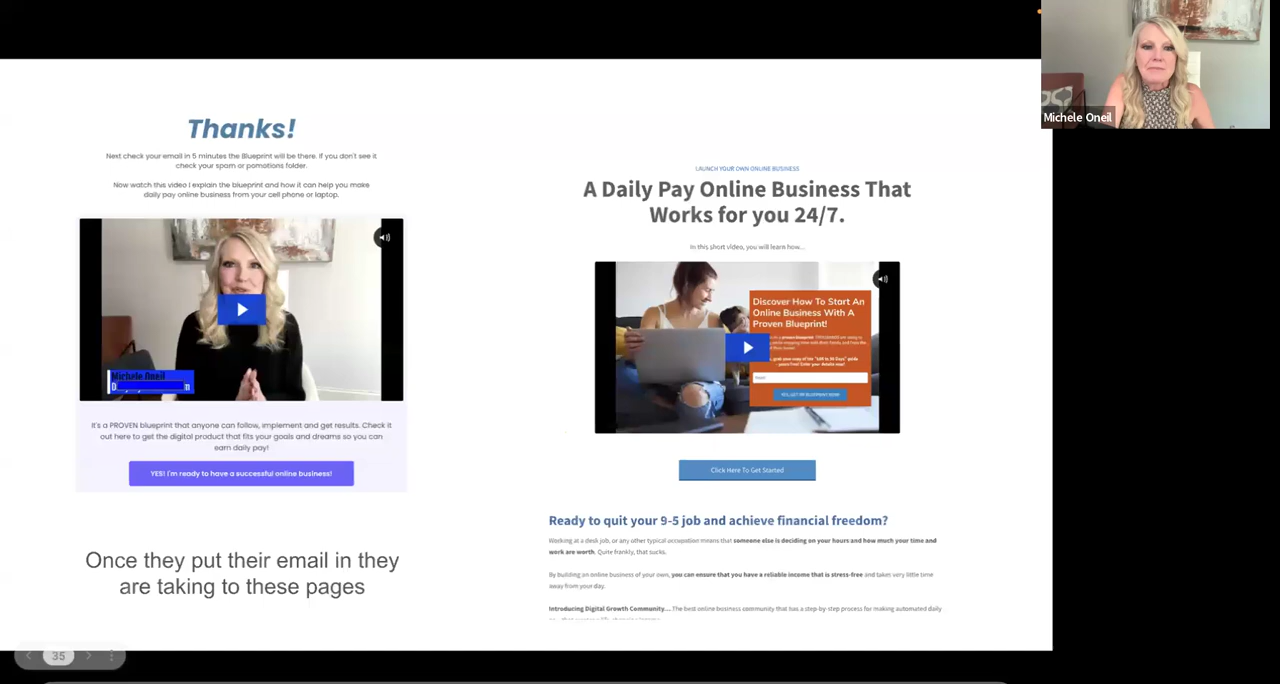 Michele Oneil
Thanks!
Next check your email in 5 minutes the Blueprint will be there. If you don't see it
check your spam or pomotions folder.
Now watch this video I explain the blueprint and how it can help you make
daily pay online business from your cell phone or laptop.
Michele Oneil
It's a PROVEN blueprint that anyone can follow, implement and get results. Check it
out here to get the digital product that fits your goals and dreams so you can
earn daily pay!
YES! I'm ready to have a successful online business!
Once they put their email in they
are taking to these pages
LAUNCH YOUR OWN ONLINE BUSINESS
A Daily Pay Online Business That
Works for you 24/7.
In this short video, you will learn how...
Discover How To Start An
Online Business With A
Proven Blueprint!
YES, GET MY BLUEPRINT NOW!
Click Here To Get Started
Ready to quit your 9-5 job and achieve financial freedom?
Working at a desk job, or any other typical occupation means that someone else is deciding on your hours and how much your time and
work are worth. Quite frankly, that sucks.
By building an online business of your own, you can ensure that you have a reliable income that is stress-free and takes very little time
away from your day.
Introducing Digital Growth Community.... The best online business community that has a step-by-step process for making automated daily
35